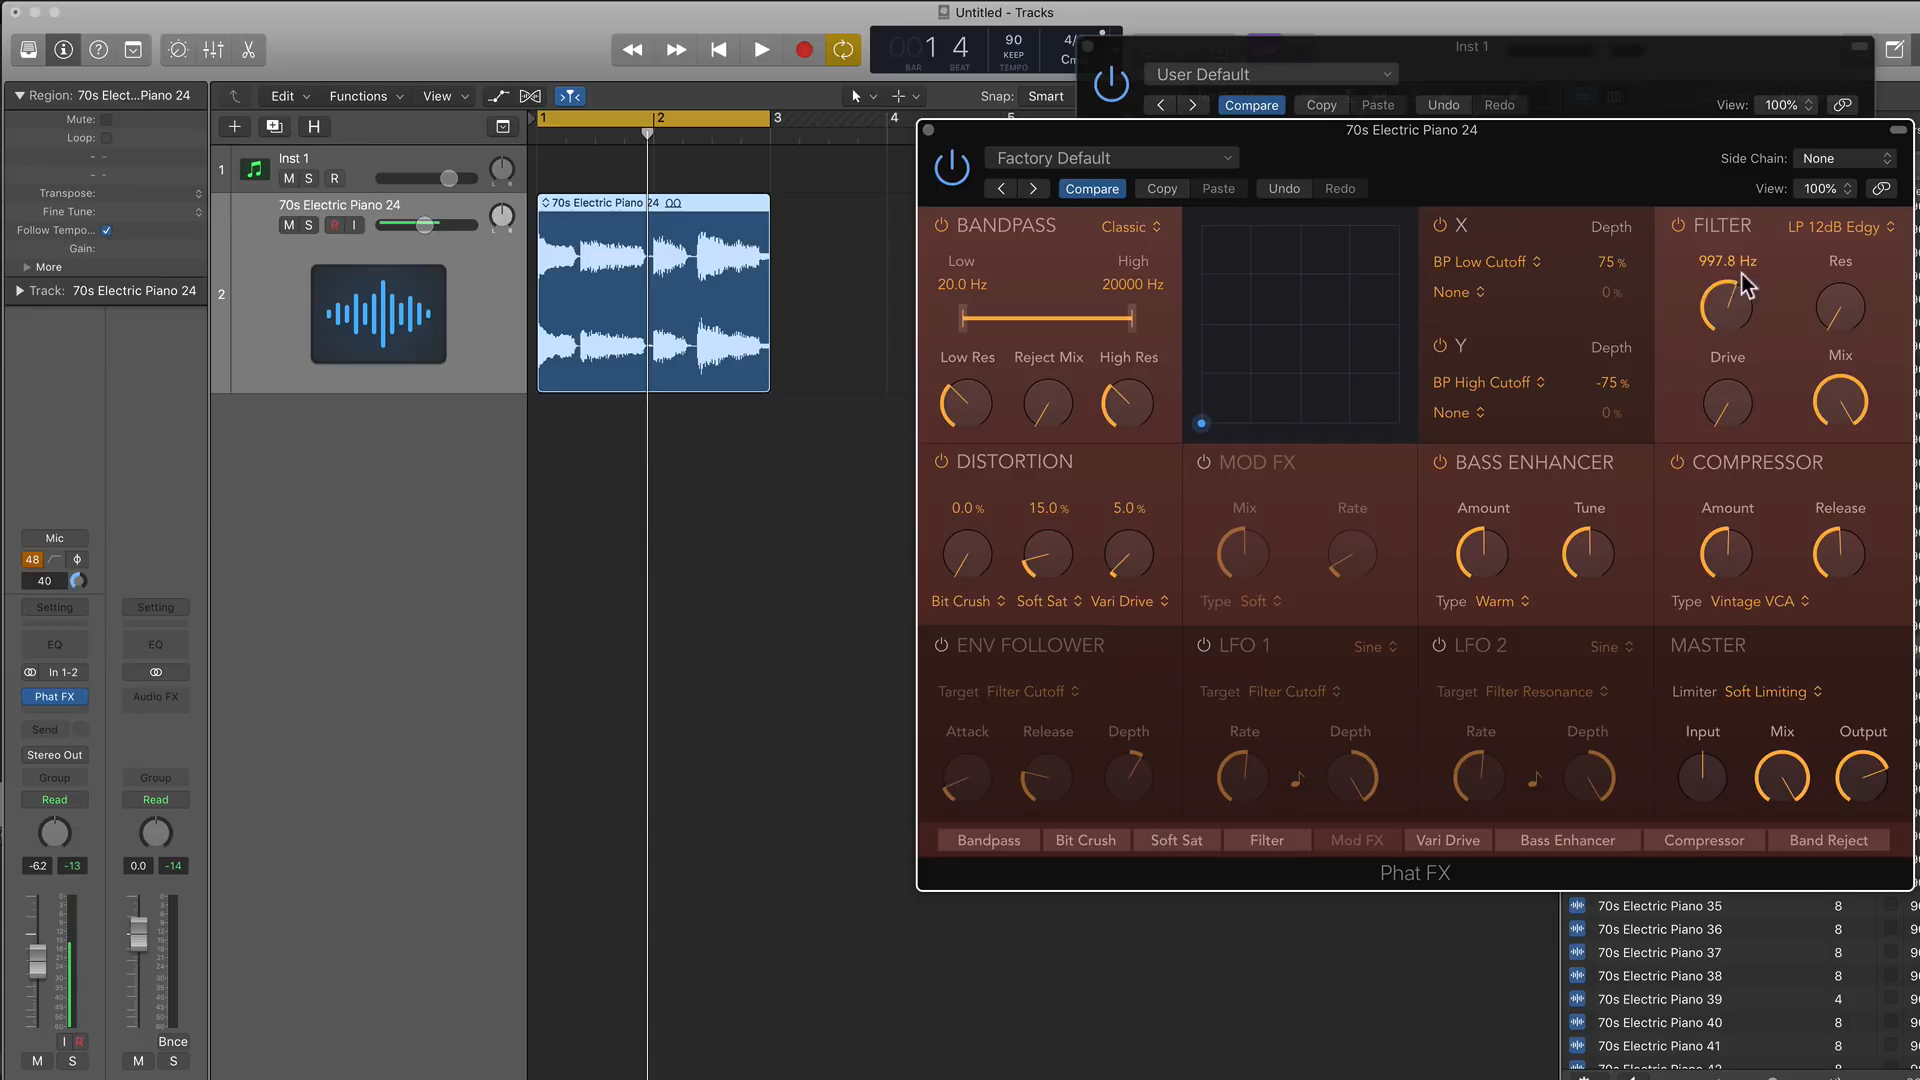 Untitled - Tracks
001 4
BAR BEAT
90
KEEP
TEMPO
4/
Cm
Inst 1
User Default
Compare Copy Paste Undo Redo
View: 100%
Region: 70s Elect...Piano 24
Mute:
Loop:
Transpose:
Fine Tune:
Follow Tempo...
Gain:
More
Track: 70s Electric Piano 24
Edit Functions View
Snap: Smart
H
1 2 3 4 5
1
Inst 1
M S R
2
70s Electric Piano 24
M S R I
70s Electric Piano 24
70s Electric Piano 24
Factory Default
Side Chain: None
Compare Copy Paste Undo Redo
View: 100%
BANDPASS Classic
Low High
20.0 Hz 20000 Hz
Low Res Reject Mix High Res
X Depth
BP Low Cutoff 75 %
None 0 %
Y Depth
BP High Cutoff -75 %
None 0 %
FILTER LP 12dB Edgy
997.8 Hz Res
Drive Mix
DISTORTION
0.0 % 15.0 % 5.0 %
Bit Crush Soft Sat Vari Drive
MOD FX
Mix Rate
Type Soft
BASS ENHANCER
Amount Tune
Type Warm
COMPRESSOR
Amount Release
Type Vintage VCA
ENV FOLLOWER
Target Filter Cutoff
Attack Release Depth
LFO 1 Sine
Target Filter Cutoff
Rate Depth
LFO 2 Sine
Target Filter Resonance
Rate Depth
MASTER
Limiter Soft Limiting
Input Mix Output
Bandpass Bit Crush Soft Sat Filter Mod FX Vari Drive Bass Enhancer Compressor Band Reject
Phat FX
Mic
48
40
Setting Setting
EQ EQ
In 1-2
Phat FX Audio FX
Send
Stereo Out
Group Group
Read Read
-6.2 -13 0.0 -14
I R Bnce
M S M S
70s Electric Piano 35 8
70s Electric Piano 36 8
70s Electric Piano 37 8
70s Electric Piano 38 8
70s Electric Piano 39 4
70s Electric Piano 40 8
70s Electric Piano 41 8